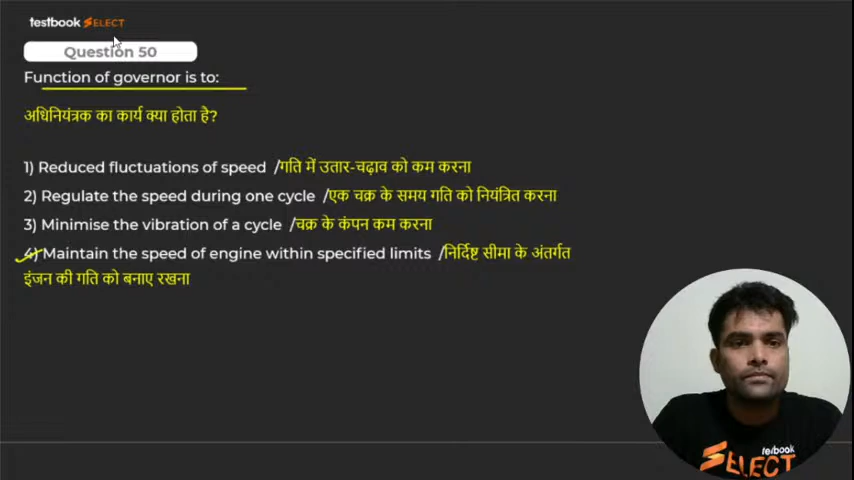 testbook SELECT
Question 50
Function of governor is to:
अधिनियंत्रक का कार्य क्या होता है?
1) Reduced fluctuations of speed /गति में उतार-चढ़ाव को कम करना
2) Regulate the speed during one cycle /एक चक्र के समय गति को नियंत्रित करना
3) Minimise the vibration of a cycle /चक्र के कंपन कम करना
4) Maintain the speed of engine within specified limits /निर्दिष्ट सीमा के अंतर्गत
इंजन की गति को बनाए रखना
testbook
SELECT